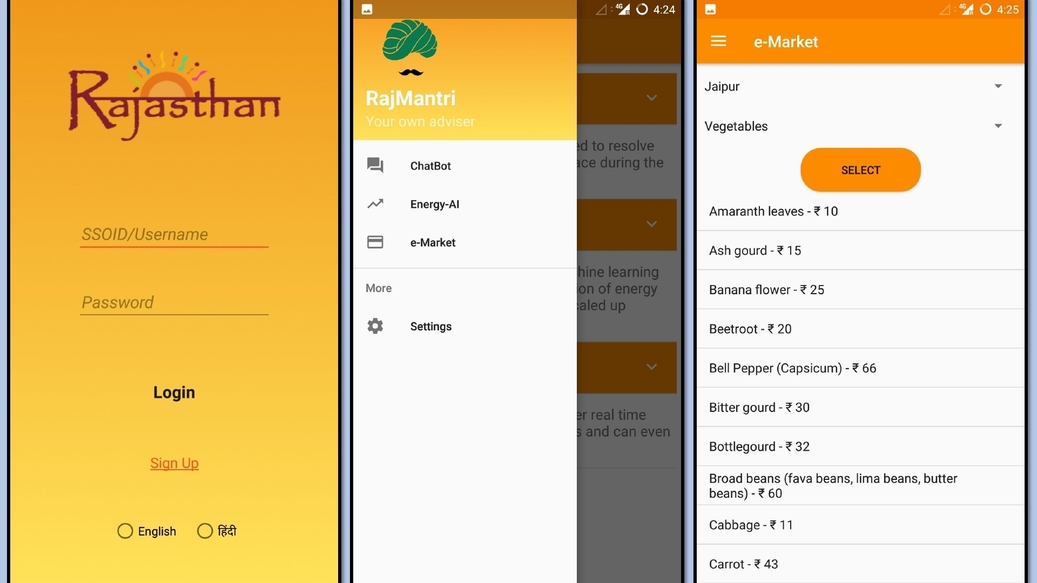 Rajasthan
SSOID/Username
Password
Login
Sign Up
English
हिंदी
4G
4:24
RajMantri
Your own adviser
ChatBot
Energy-AI
e-Market
More
Settings
ed to resolve
ace during the
hine learning
on of energy
caled up
er real time
s and can even
4G
4:25
e-Market
Jaipur
Vegetables
SELECT
Amaranth leaves - ₹ 10
Ash gourd - ₹ 15
Banana flower - ₹ 25
Beetroot - ₹ 20
Bell Pepper (Capsicum) - ₹ 66
Bitter gourd - ₹ 30
Bottlegourd - ₹ 32
Broad beans (fava beans, lima beans, butter
beans) - ₹ 60
Cabbage - ₹ 11
Carrot - ₹ 43